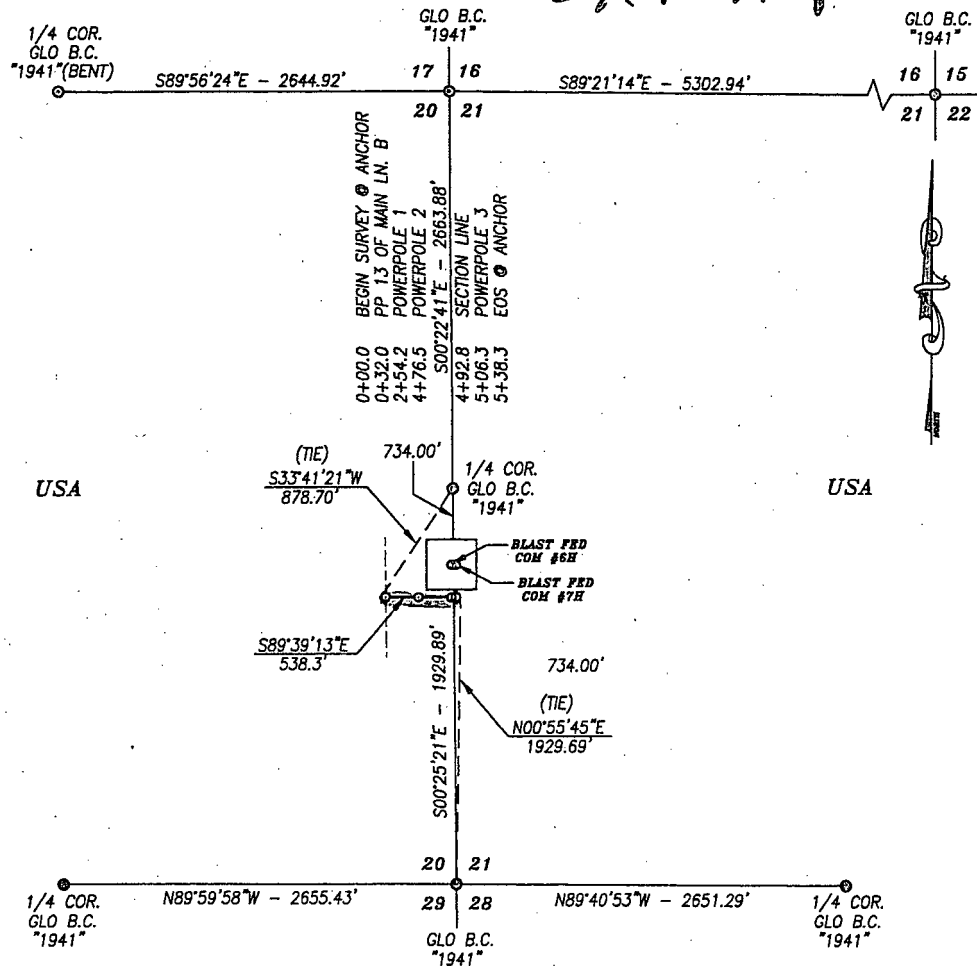 1/4 COR.
GLO B.C.
"1941"(BENT)
GLO B.C.
"1941"
GLO B.C.
"1941"
S89°56'24"E - 2644.92'
17 16
20 21
S89°21'14"E - 5302.94'
16 15
21 22
0+00.0 BEGIN SURVEY @ ANCHOR
0+32.0 PP 13 OF MAIN LN. B
2+54.2 POWERPOLE 1
4+76.5 POWERPOLE 2
S00°22'41"E - 2663.88'
4+92.8 SECTION LINE
5+06.3 POWERPOLE 3
5+38.3 EOS @ ANCHOR
NORTH
USA
(TIE)
S33°41'21"W
878.70'
734.00'
1/4 COR.
GLO B.C.
"1941"
USA
BLAST FED
COM #6H
BLAST FED
COM #7H
S89°39'13"E
538.3'
S00°25'21"E - 1929.89'
734.00'
(TIE)
N00°55'45"E
1929.69'
20 21
29 28
N89°59'58"W - 2655.43'
N89°40'53"W - 2651.29'
1/4 COR.
GLO B.C.
"1941"
GLO B.C.
"1941"
1/4 COR.
GLO B.C.
"1941"